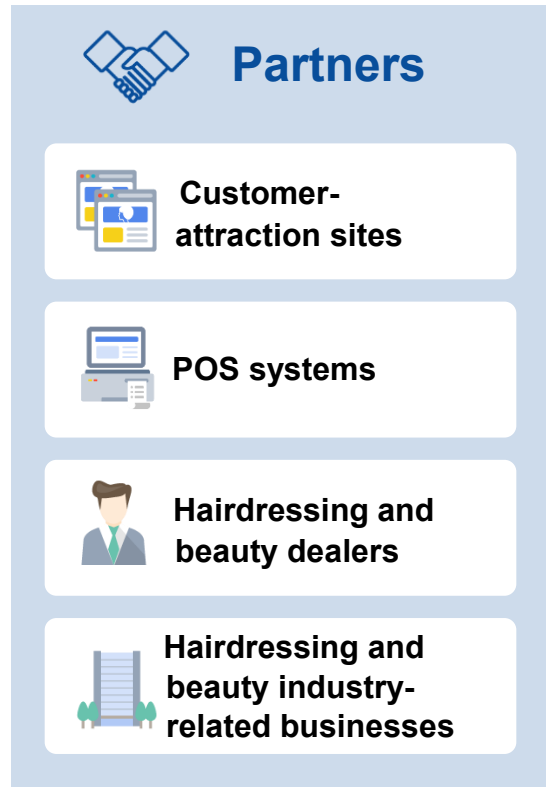 Partners
Customer-
attraction sites
POS systems
Hairdressing and
beauty dealers
Hairdressing and
beauty industry-
related businesses